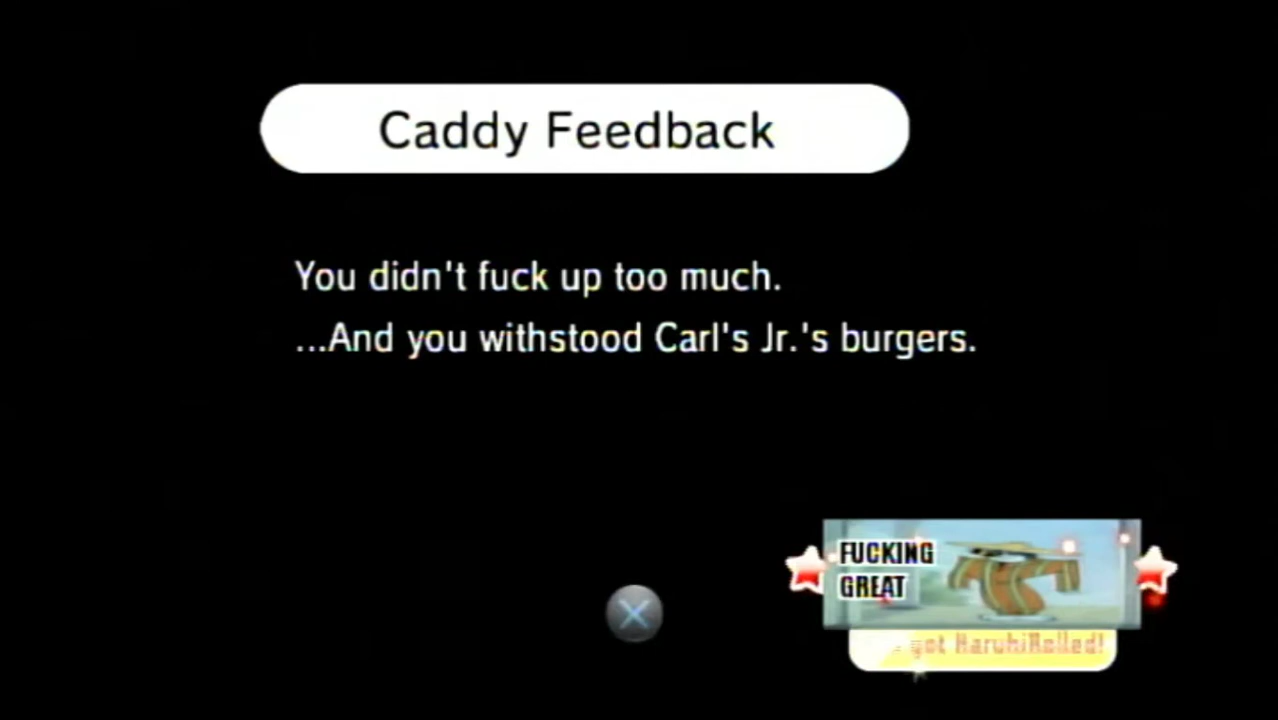 Caddy Feedback
You didn't fuck up too much.
...And you withstood Carl's Jr.'s burgers.
FUCKING
GREAT
got HaruhiRolled!